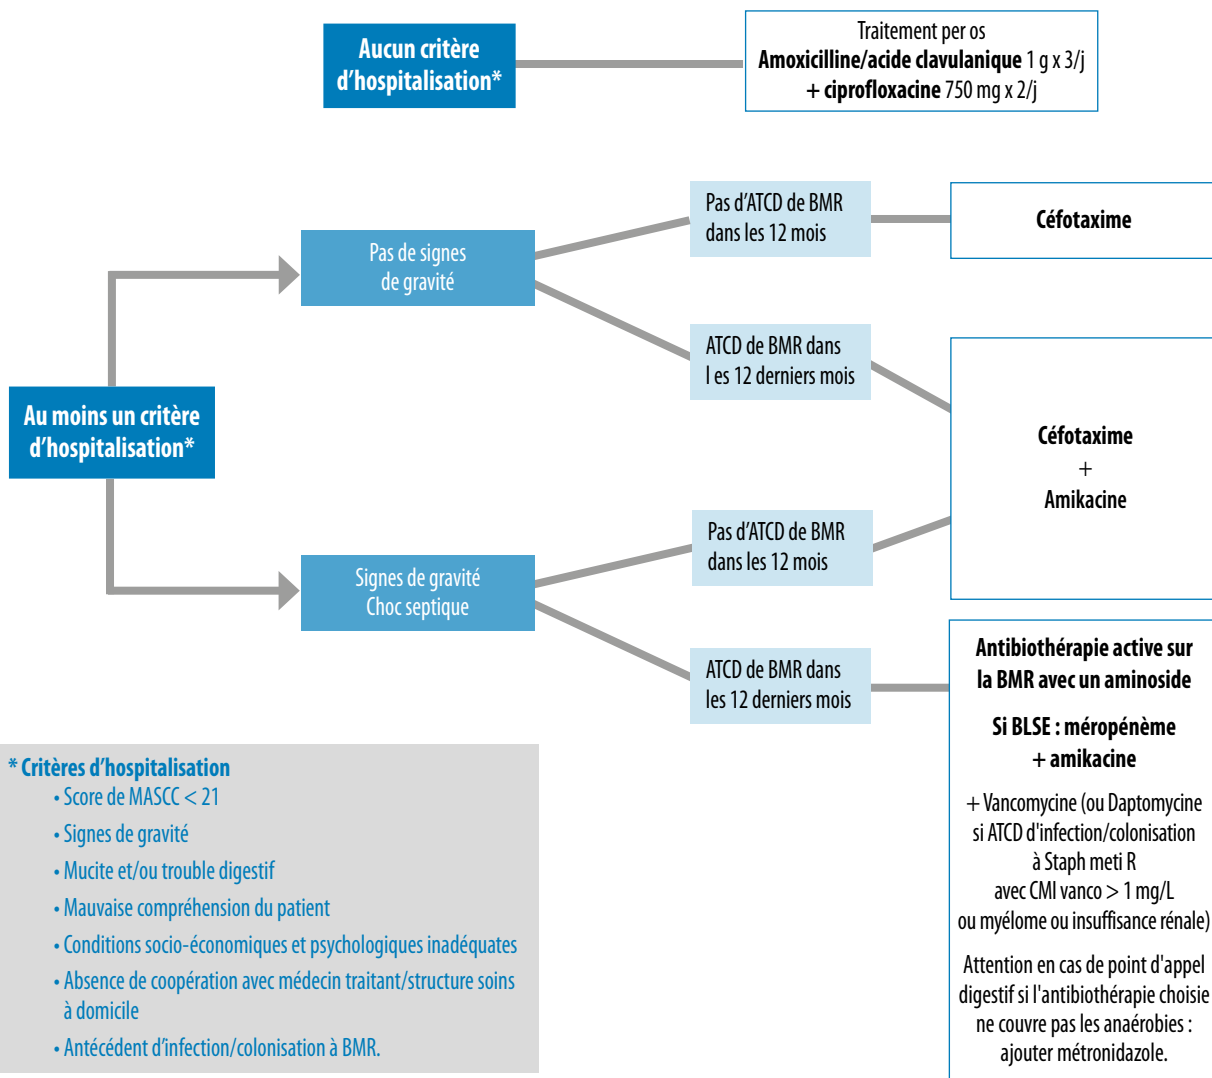 Aucun critère
d'hospitalisation*
Traitement per os
Amoxicilline/acide clavulanique 1 g x 3/j
+ ciprofloxacine 750 mg x 2/j
Pas d'ATCD de BMR
dans les 12 mois
Céfotaxime
Pas de signes
de gravité
ATCD de BMR dans
l es 12 derniers mois
Au moins un critère
d'hospitalisation*
Céfotaxime
+
Amikacine
Pas d'ATCD de BMR
dans les 12 mois
Signes de gravité
Choc septique
ATCD de BMR dans
les 12 derniers mois
Antibiothérapie active sur
la BMR avec un aminoside
Si BLSE : méropénème
+ amikacine
+ Vancomycine (ou Daptomycine
si ATCD d'infection/colonisation
à Staph meti R
avec CMI vanco > 1 mg/L
ou myélome ou insuffisance rénale)
Attention en cas de point d'appel
digestif si l'antibiothérapie choisie
ne couvre pas les anaérobies :
ajouter métronidazole.
* Critères d'hospitalisation
• Score de MASCC < 21
• Signes de gravité
• Mucite et/ou trouble digestif
• Mauvaise compréhension du patient
• Conditions socio-économiques et psychologiques inadéquates
• Absence de coopération avec médecin traitant/structure soins
à domicile
• Antécédent d'infection/colonisation à BMR.